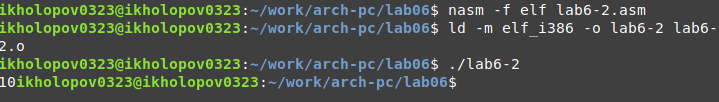 ikholopov0323@ikholopov0323:~/work/arch-pc/lab06$ nasm -f elf lab6-2.asm
ikholopov0323@ikholopov0323:~/work/arch-pc/lab06$ ld -m elf_i386 -o lab6-2 lab6-
2.o
ikholopov0323@ikholopov0323:~/work/arch-pc/lab06$ ./lab6-2
10ikholopov0323@ikholopov0323:~/work/arch-pc/lab06$